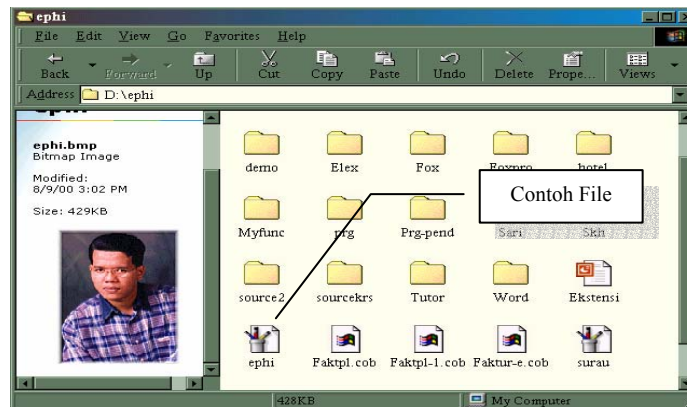 ephi
File Edit View Go Favorites Help
Back Forward Up Cut Copy Paste Undo Delete Prope... Views
Address D:\ephi
ephi.bmp
Bitmap Image
Modified:
8/9/00 3:02 PM
Size: 429KB
demo Elex Fox Foxpro hotel
Contoh File
Myfunc prg Prg-pend Sari Skh
source2 sourcekrs Tutor Word Ekstensi
ephi Faktpl.cob Faktpl-1.cob Faktur-e.cob surau
428KB My Computer